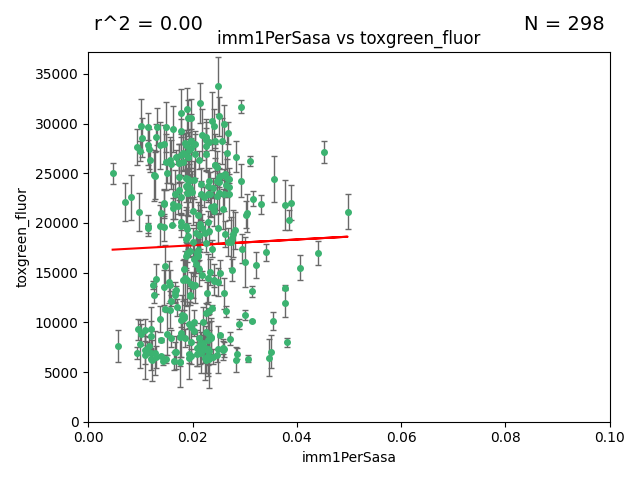 r^2 = 0.00
N = 298
imm1PerSasa vs toxgreen_fluor
35000
30000
25000
20000
15000
10000
5000
0
toxgreen_fluor
0.00
0.02
0.04
0.06
0.08
0.10
imm1PerSasa